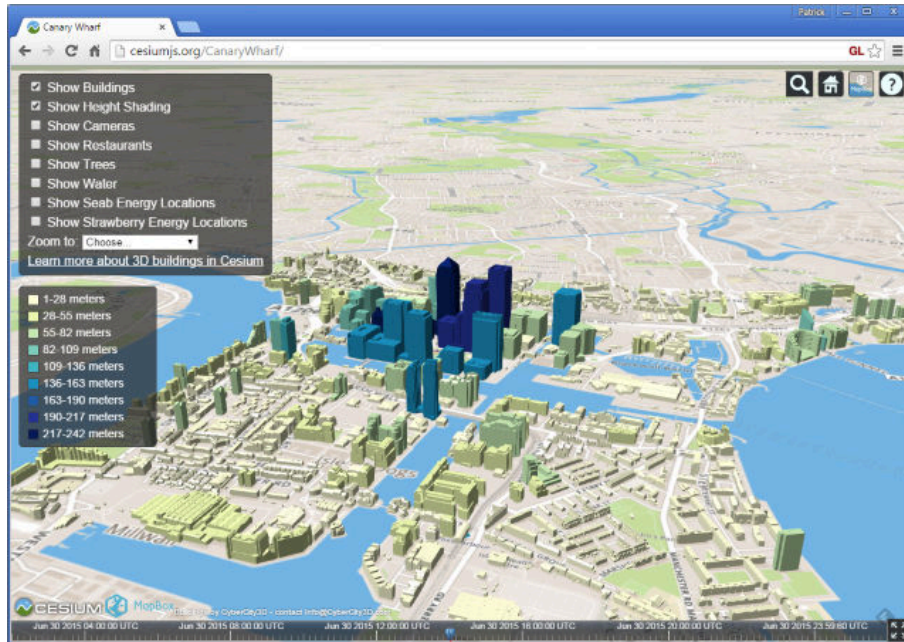 Patrick
Canary Wharf
cesiumjs.org/CanaryWharf/
GL
Show Buildings
Show Height Shading
Show Cameras
Show Restaurants
Show Trees
Show Water
Show Seab Energy Locations
Show Strawberry Energy Locations
Zoom to Choose...
Learn more about 3D buildings in Cesium
1-28 meters
28-55 meters
55-82 meters
82-109 meters
109-136 meters
136-163 meters
163-190 meters
190-217 meters
217-242 meters
MANCHESTER RD
CESIUM MapBox by CyberCity3D - contact info@CyberCity3D.com
Jun 30 2015 04:00:00 UTC Jun 30 2015 08:00:00 UTC Jun 30 2015 12:00:00 UTC Jun 30 2015 16:00:00 UTC Jun 30 2015 20:00:00 UTC Jun 30 2015 23:59:60 UTC